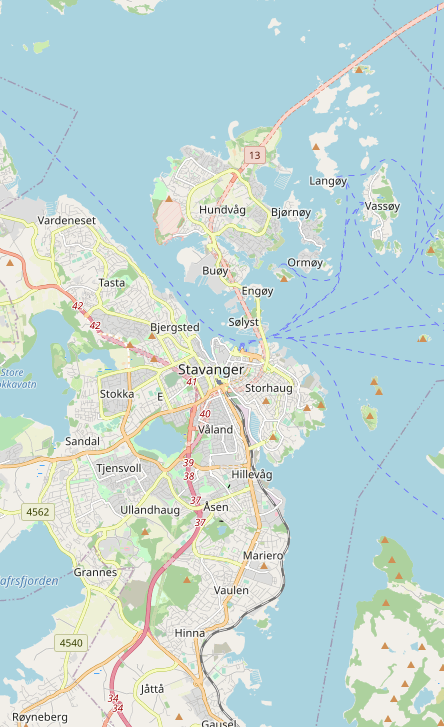 13
Langøy
Vassøy
Hundvåg
Bjørnøy
Vardeneset
Ormøy
Buøy
Tasta
Engøy
42
42
Sølyst
Bjergsted
Store
okkavatn
Stavanger
41
Storhaug
Stokka
E
40
Våland
Sandal
39
Tjensvoll
38
Hillevåg
37
4562
Ullandhaug
Åsen
37
Mariero
Grannes
afrsfjorden
Vaulen
Hinna
4540
Jåttå
34
34
Røyneberg
Gausel